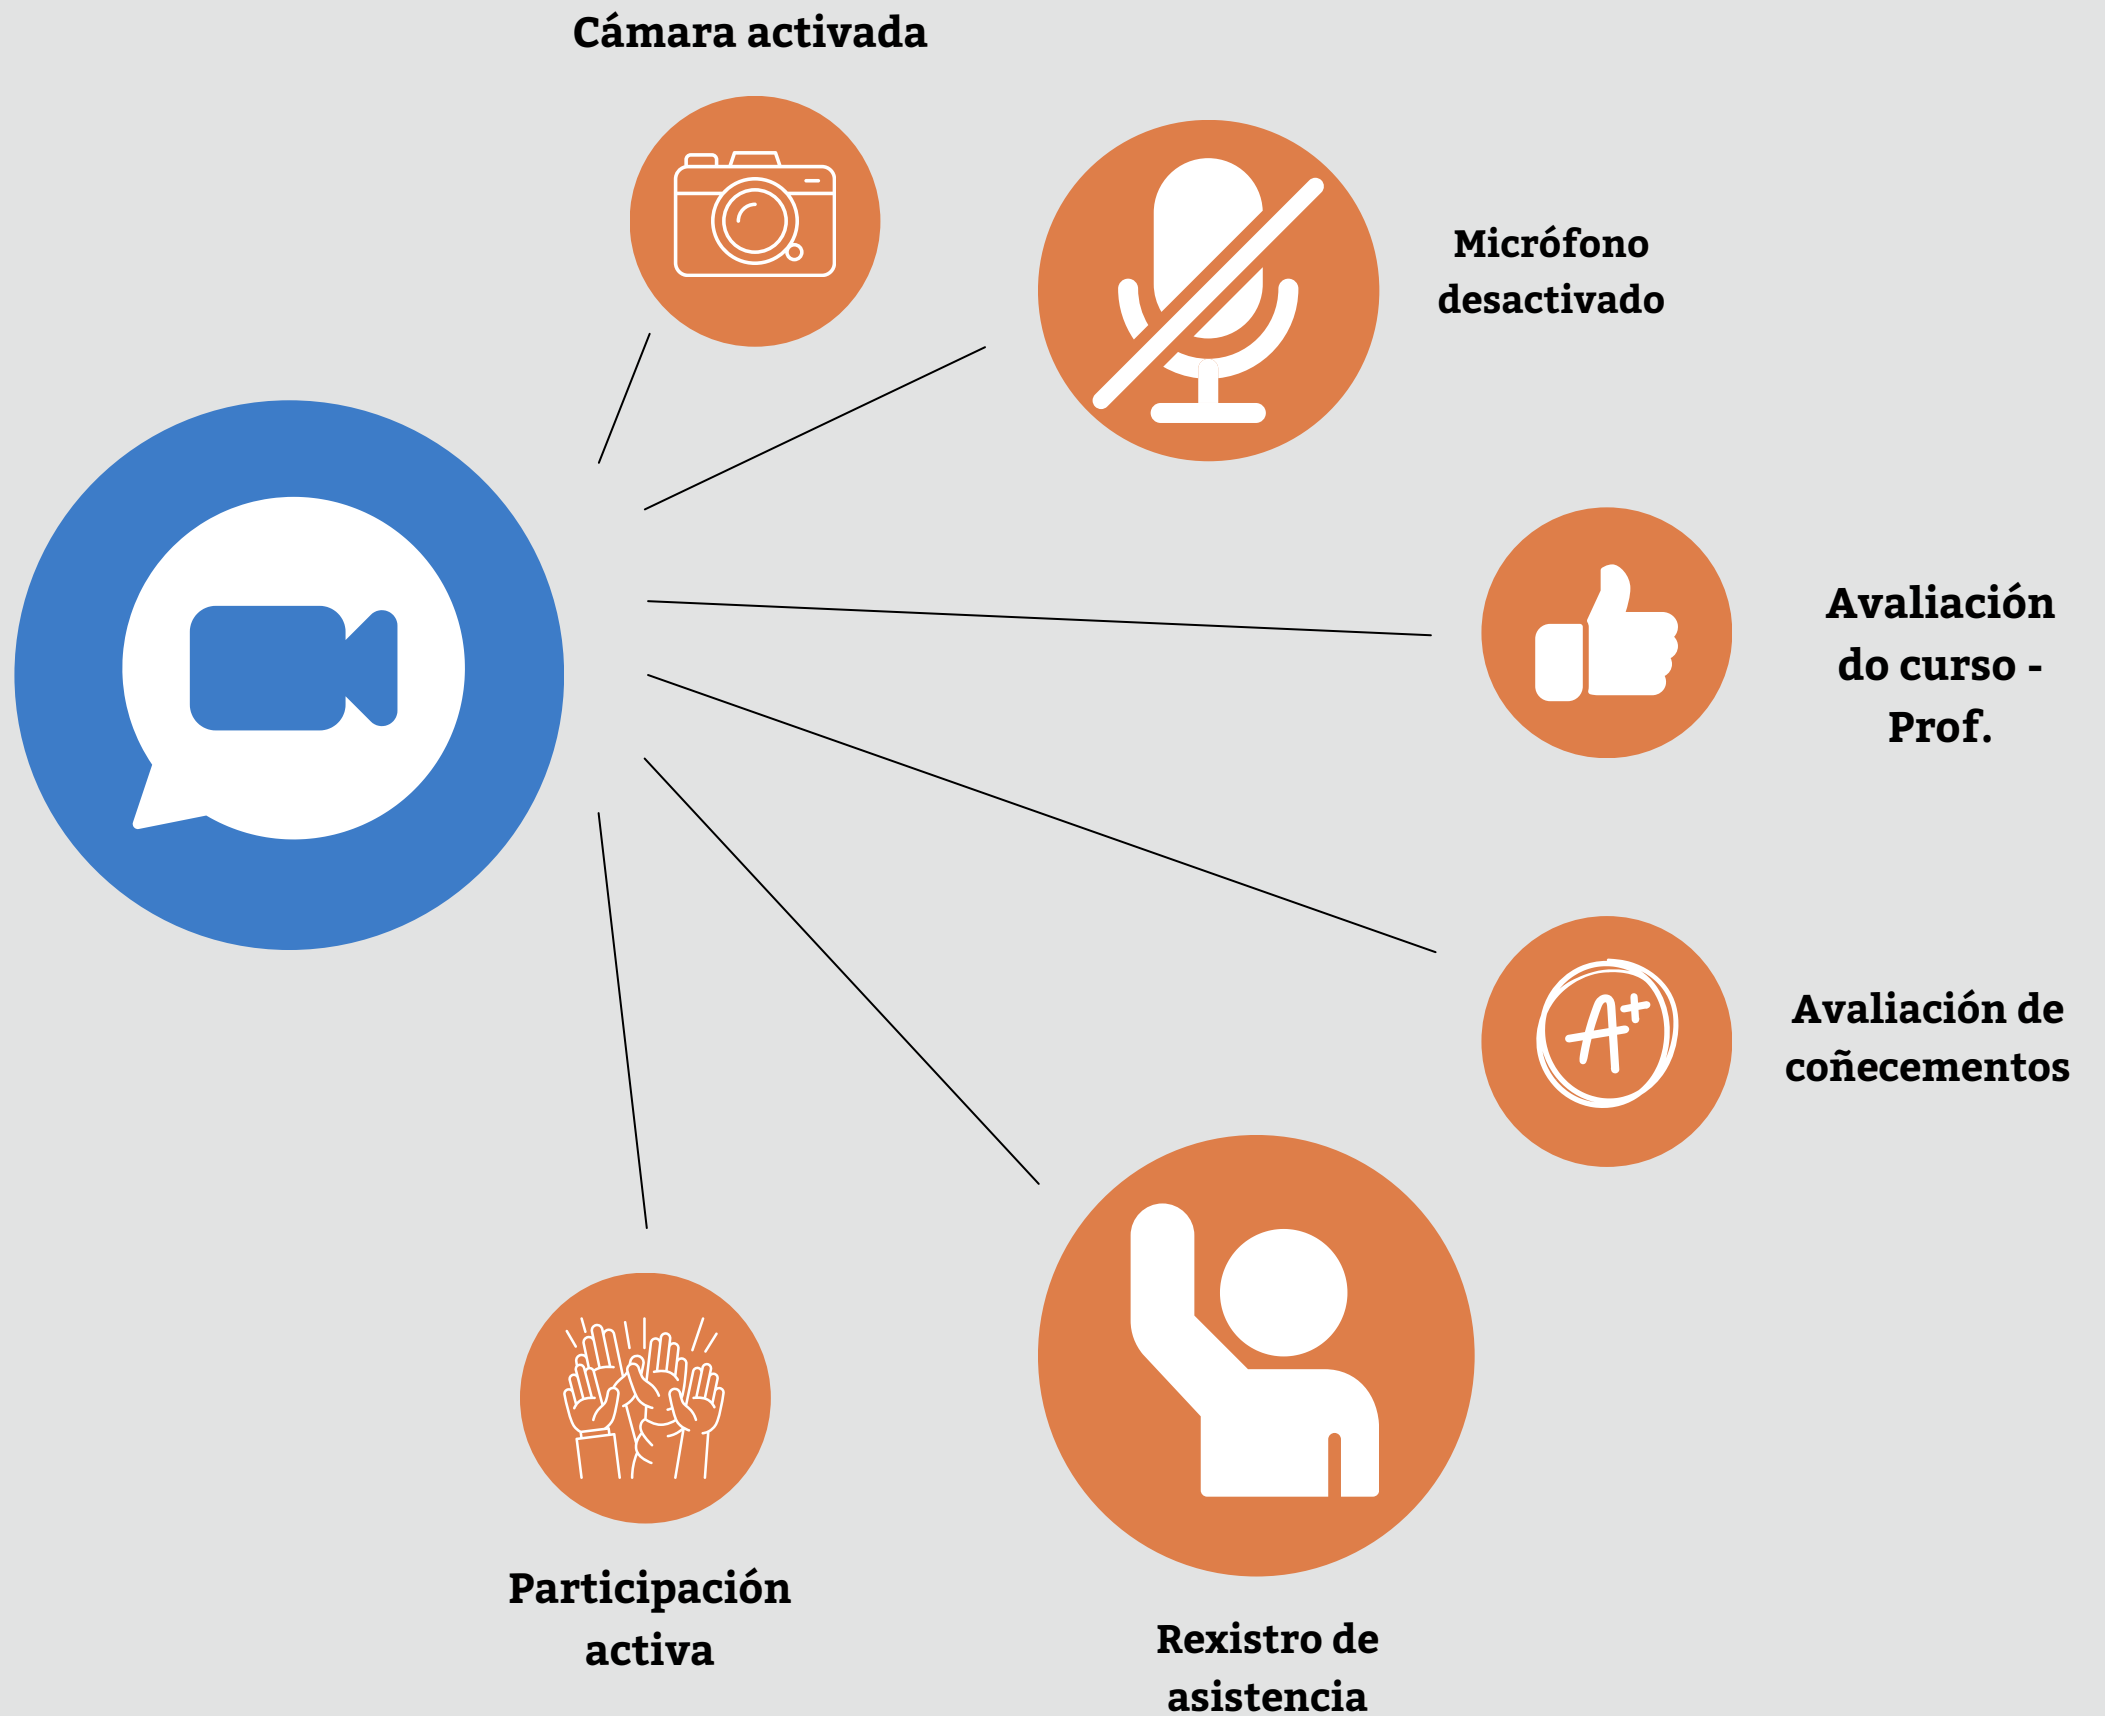 Cámara activada
Micrófono
desactivado
Avaliación
do curso -
Prof.
A+
Avaliación de
coñecementos
Participación
activa
Rexistro de
asistencia